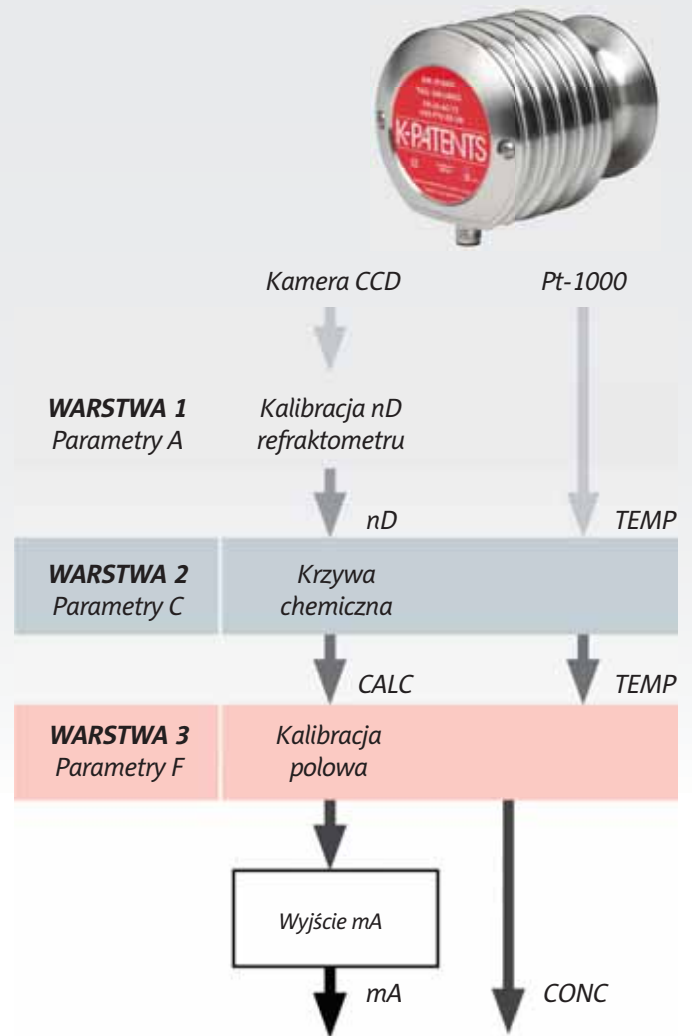 K-PATENTS
Kamera CCD
Pt-1000
WARSTWA 1
Parametry A
Kalibracja nD
refraktometru
nD
TEMP
WARSTWA 2
Parametry C
Krzywa
chemiczna
CALC
TEMP
WARSTWA 3
Parametry F
Kalibracja
polowa
Wyjście mA
mA
CONC